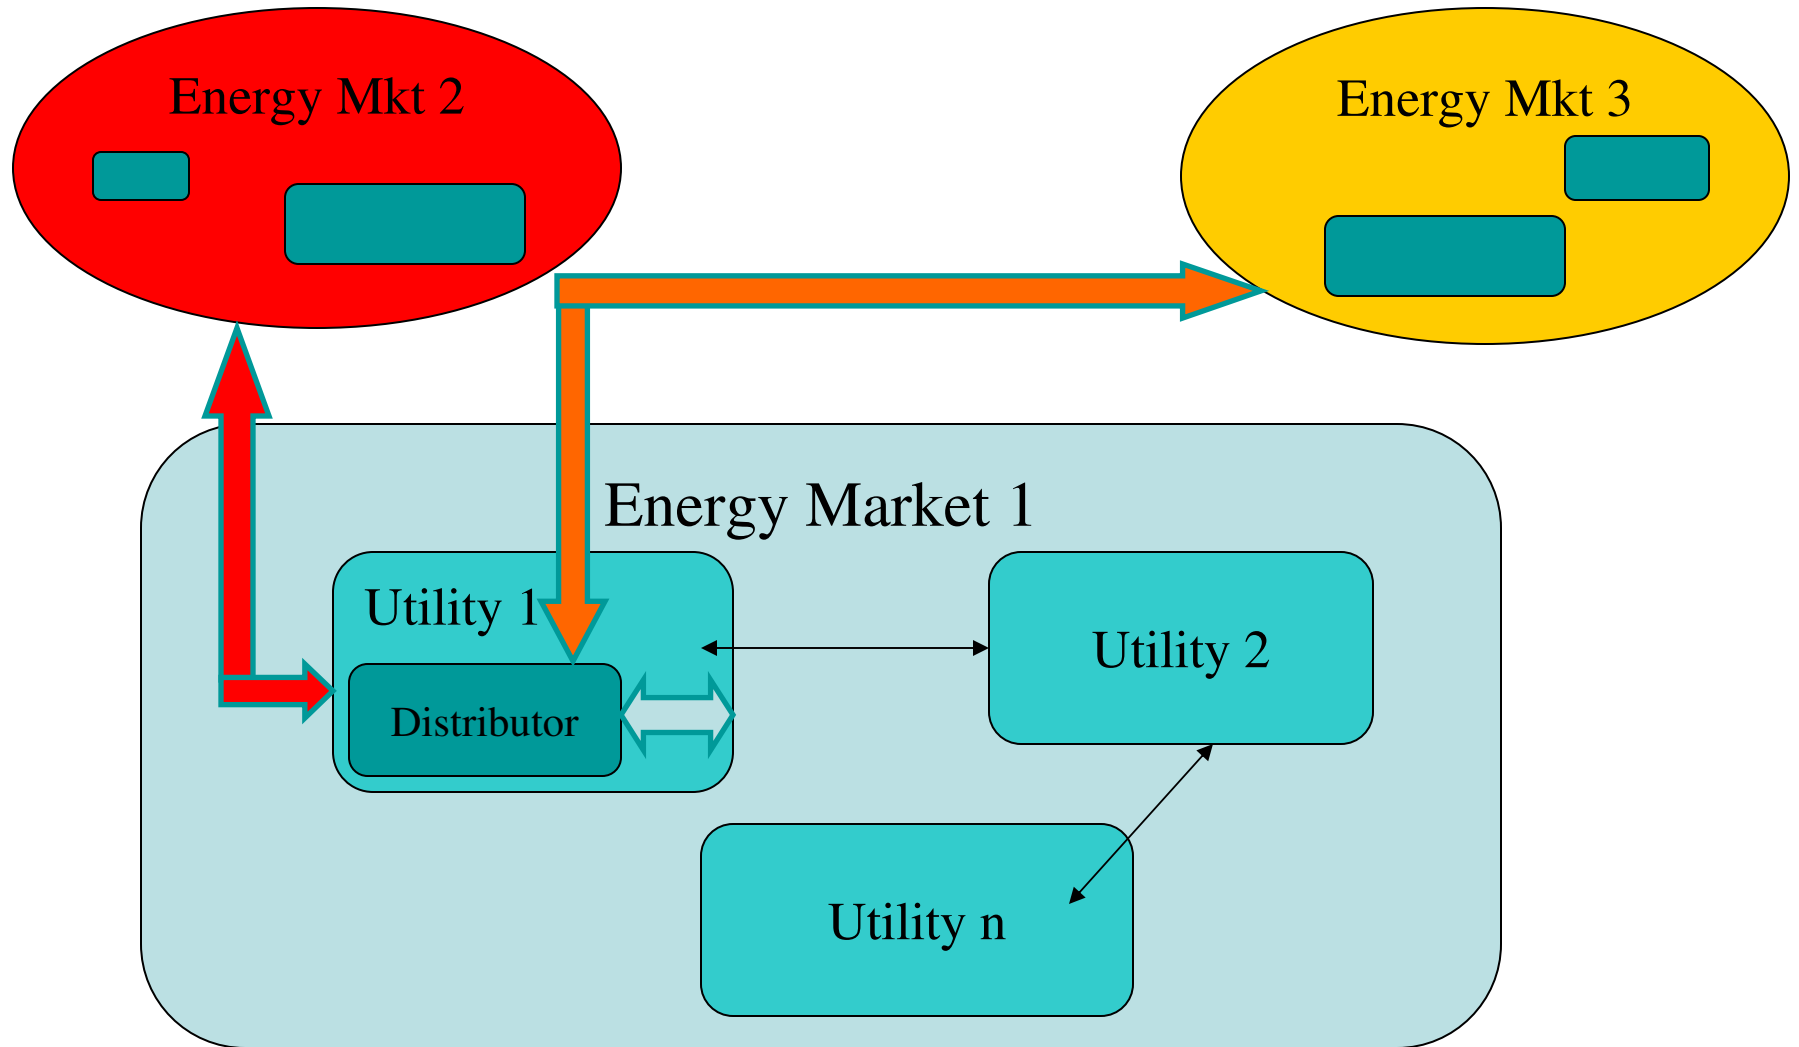 Energy Mkt 2
Energy Mkt 3
Energy Market 1
Utility 1
Utility 2
Distributor
Utility n